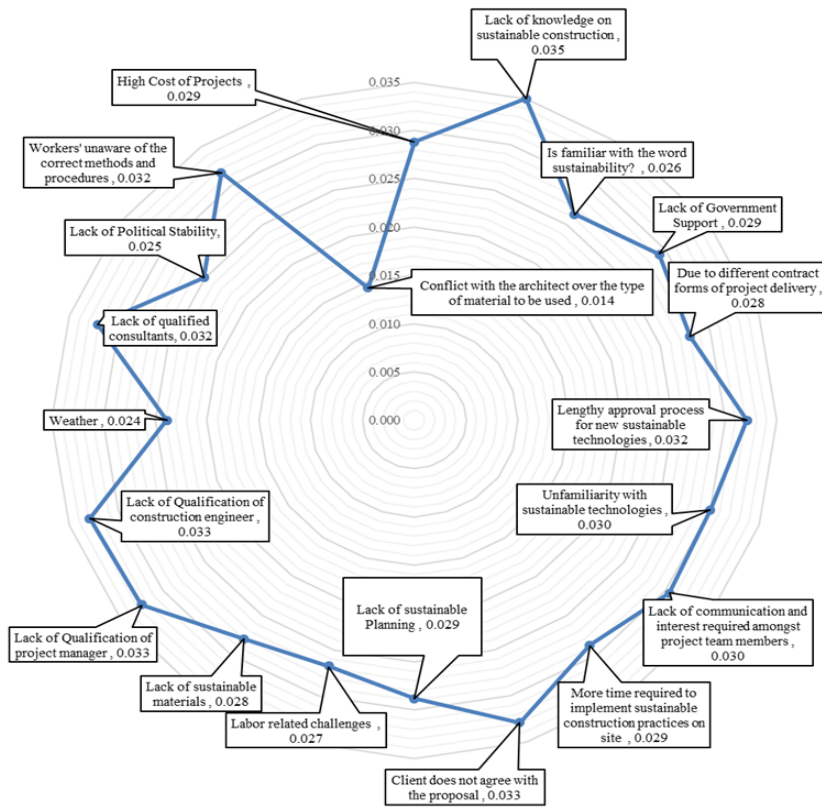 Lack of knowledge on
sustainable construction ,
0.035
High Cost of Projects ,
0.029
0.035
0.030
0.025
0.020
0.015
0.010
0.005
0.000
Workers' unaware of the
correct methods and
procedures , 0.032
Is familiar with the word
sustainability? , 0.026
Lack of Government
Support , 0.029
Lack of Political Stability,
0.025
Due to different contract
forms of project delivery ,
0.028
Conflict with the architect over the type
of material to be used , 0.014
Lack of qualified
consultants, 0.032
Weather , 0.024
Lengthy approval process
for new sustainable
technologies , 0.032
Lack of Qualification of
construction engineer ,
0.033
Unfamiliarity with
sustainable technologies ,
0.030
Lack of sustainable
Planning , 0.029
Lack of communication and
interest required amongst
project team members ,
0.030
Lack of Qualification of
project manager , 0.033
Lack of sustainable
materials , 0.028
Labor related challenges ,
0.027
More time required to
implement sustainable
construction practices on
site , 0.029
Client does not agree with
the proposal , 0.033